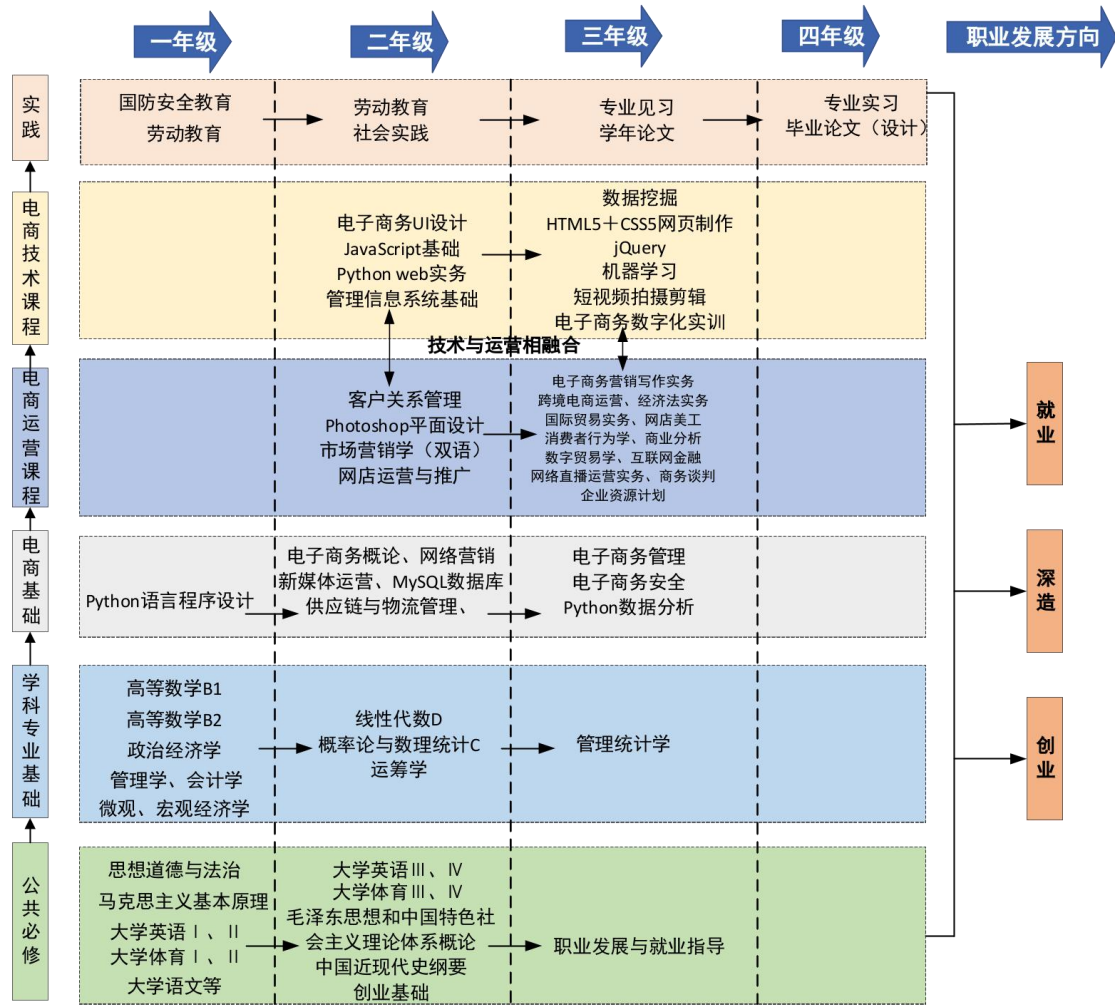 一年级
二年级
三年级
四年级
职业发展方向
实践
国防安全教育
劳动教育
劳动教育
社会实践
专业见习
学年论文
专业实习
毕业论文（设计）
电商技术课程
电子商务UI设计
JavaScript基础
Python web实务
管理信息系统基础
数据挖掘
HTML5＋CSS5网页制作
jQuery
机器学习
短视频拍摄剪辑
电子商务数字化实训
技术与运营相融合
电商运营课程
客户关系管理
Photoshop平面设计
市场营销学（双语）
网店运营与推广
电子商务营销写作实务
跨境电商运营、经济法实务
国际贸易实务、网店美工
消费者行为学、商业分析
数字贸易学、互联网金融
网络直播运营实务、商务谈判
企业资源计划
电商基础
Python语言程序设计
电子商务概论、网络营销
新媒体运营、MySQL数据库
供应链与物流管理、
电子商务管理
电子商务安全
Python数据分析
学科专业基础
高等数学B1
高等数学B2
政治经济学
管理学、会计学
微观、宏观经济学
线性代数D
概率论与数理统计C
运筹学
管理统计学
公共必修
思想道德与法治
马克思主义基本原理
大学英语Ⅰ、Ⅱ
大学体育Ⅰ、Ⅱ
大学语文等
大学英语Ⅲ、Ⅳ
大学体育Ⅲ、Ⅳ
毛泽东思想和中国特色社
会主义理论体系概论
中国近现代史纲要
创业基础
职业发展与就业指导
就业
深造
创业